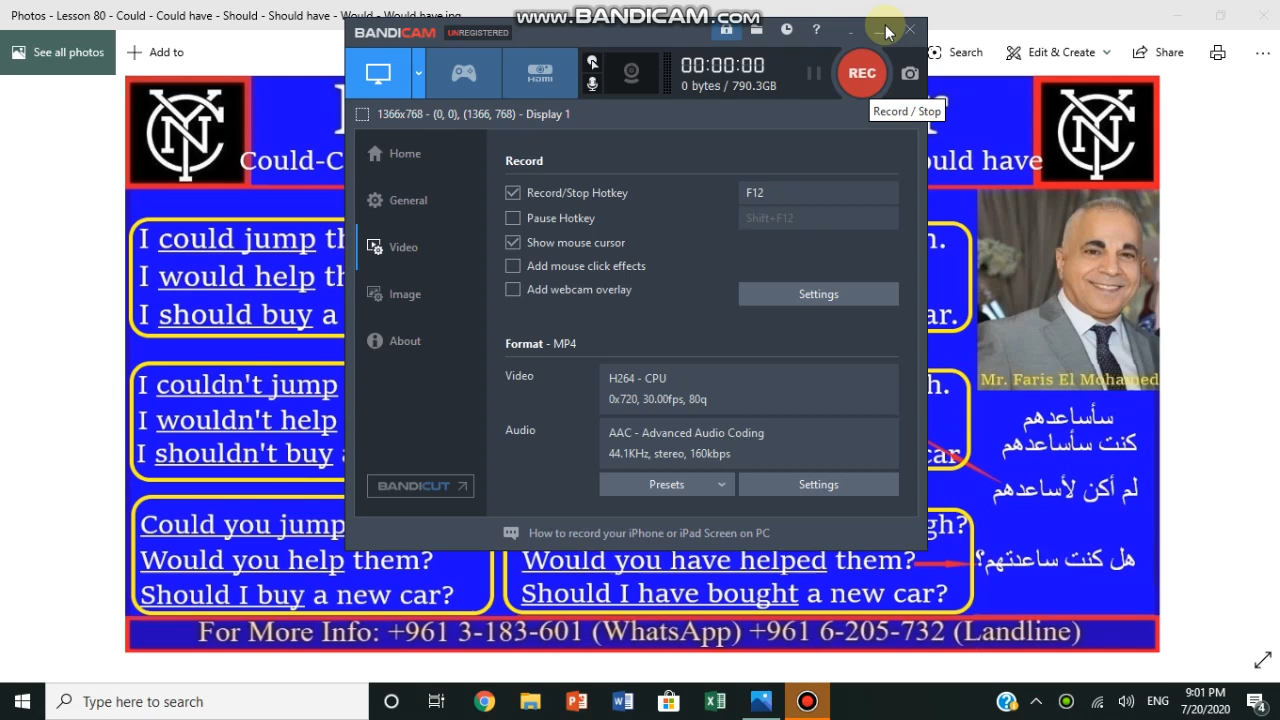 Photos - Lesson 80 - Could - Could have - Should - Should have - Would - Would have.jpg
www.BANDICAM.com
See all photos
Add to
Search
Edit & Create
Share
BANDICAM UNREGISTERED
00:00:00
0 bytes / 790.3GB
REC
HDMI
Record / Stop
1366x768 - (0, 0), (1366, 768) - Display 1
Home
General
Video
Image
About
BANDICUT
Record
Record/Stop Hotkey
F12
Pause Hotkey
Shift+F12
Show mouse cursor
Add mouse click effects
Add webcam overlay
Settings
Format - MP4
Video
H264 - CPU
0x720, 30.00fps, 80q
Audio
AAC - Advanced Audio Coding
44.1KHz, stereo, 160kbps
Presets
Settings
How to record your iPhone or iPad Screen on PC
Could-C
ould have
I could jump
I would help
I should buy a
ar.
I couldn't jump
I wouldn't help
I shouldn't buy
h.
car
Could you jump
gh?
Would you help them?
Would you have helped them?
Should I buy a new car?
Should I have bought a new car?
Mr. Faris El Mohamed
سأساعدهم
كنت سأساعدهم
لم أكن لأساعدهم
هل كنت ساعدتهم؟
For More Info: +961 3-183-601 (WhatsApp) +961 6-205-732 (Landline)
Type here to search
ENG
9:01 PM
7/20/2020
4